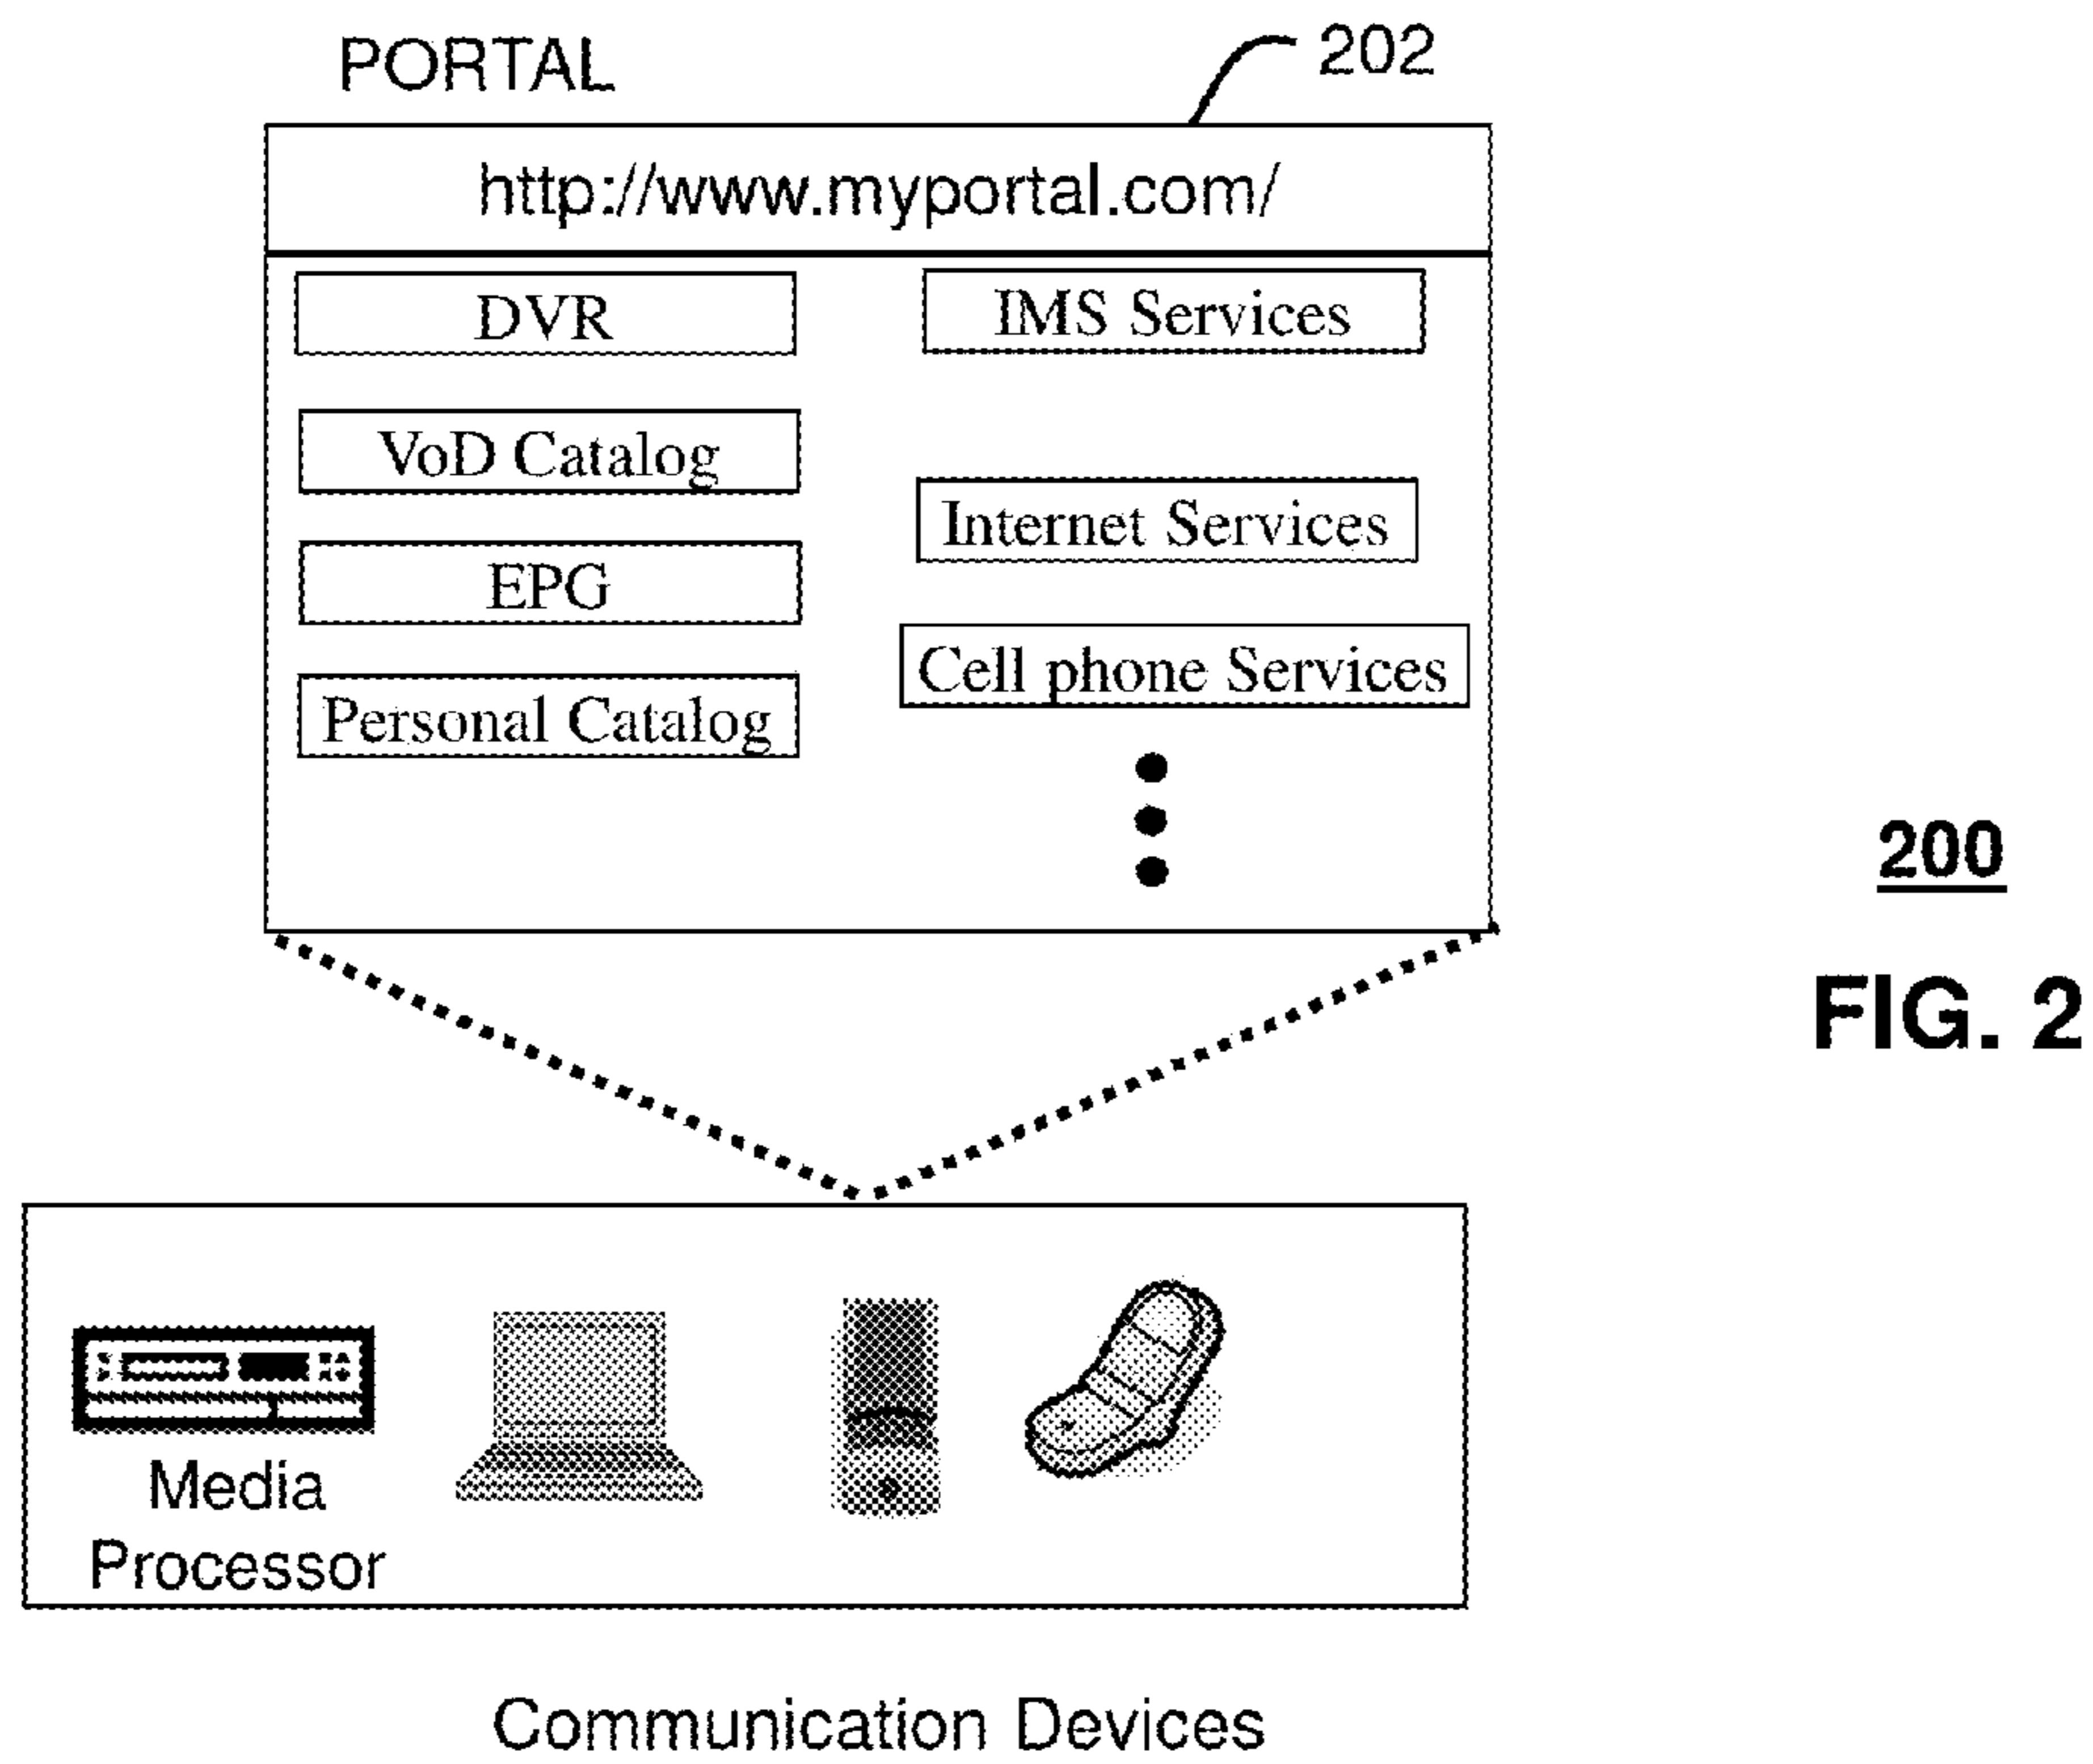 PORTAL
202
http://www.myportal.com/
DVR
IMS Services
VoD Catalog
Internet Services
EPG
Cell phone Services
Personal Catalog
200
FIG. 2
Media
Processor
Communication Devices